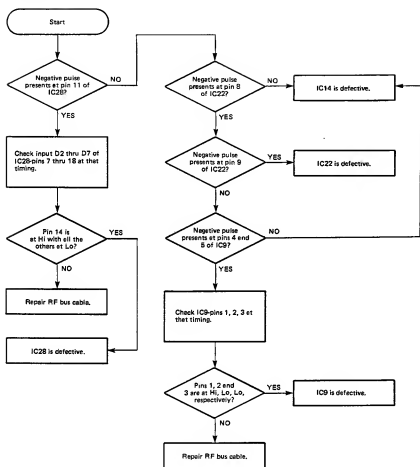 Start
Negative pulse
presents at pin 11 of
IC28?
NO
YES
Check input D2 thru D7 of
IC28-pins 7 thru 18 at that
timing.
Pin 14 is
at Hi with all the
others at Lo?
YES
NO
Repair RF bus cable.
IC28 is defective.
Negative pulse
presents at pin 8
of IC22?
NO
YES
IC14 is defective.
Negative pulse
presents at pin 9
of IC22?
YES
NO
IC22 is defective.
Negative pulse
presents at pins 4 end
5 of IC9?
NO
YES
Check IC9-pins 1, 2, 3 et
that timing.
Pins 1, 2 end
3 are at Hi, Lo, Lo,
respectively?
YES
NO
IC9 is defective.
Repair RF bus cable.